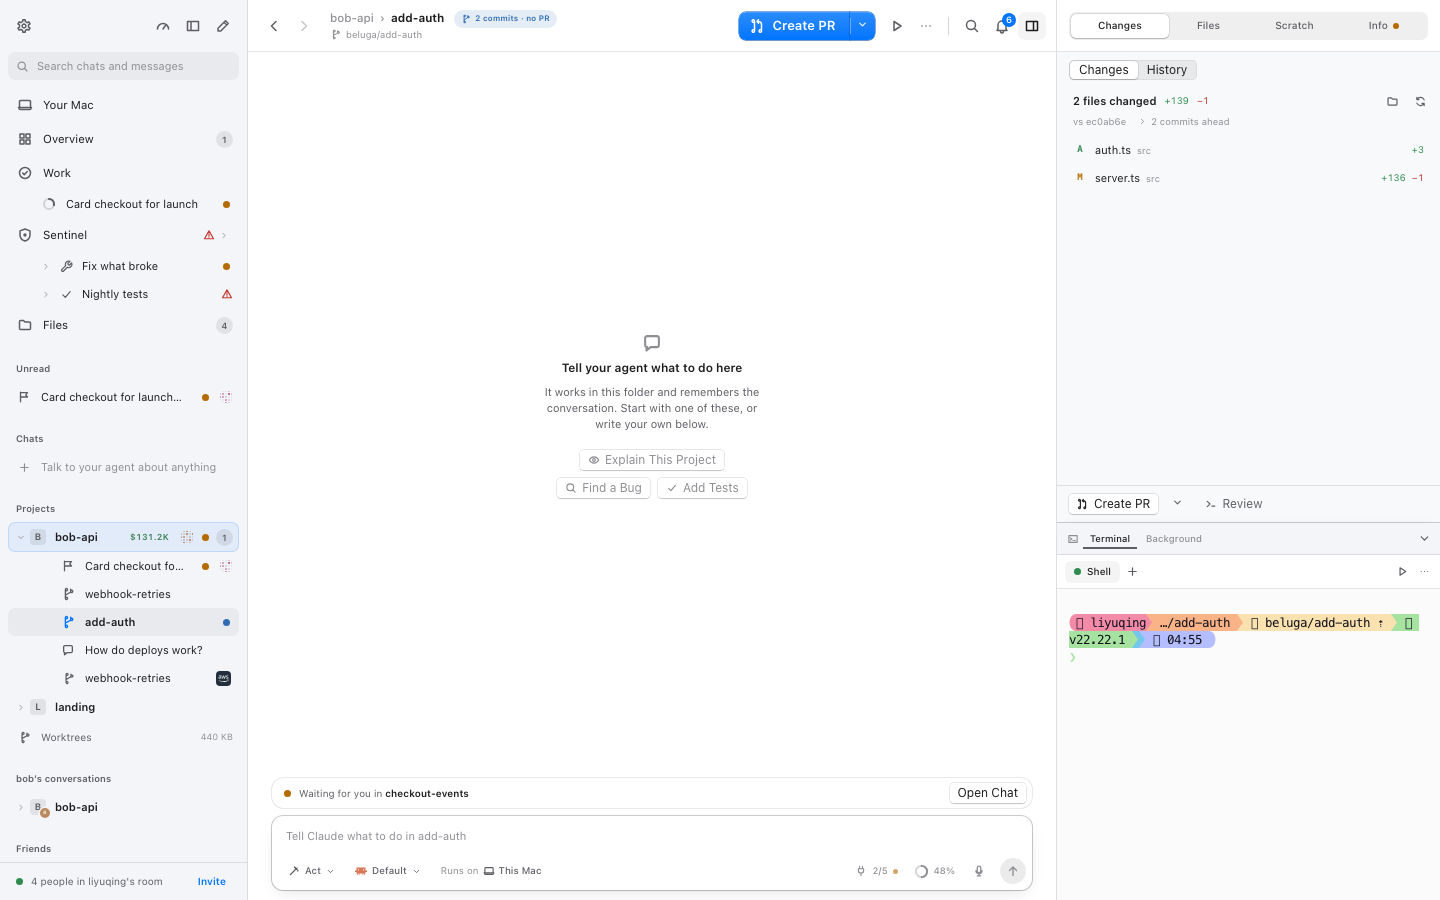 Search chats and messages
Your Mac
Overview 1
Work
Card checkout for launch
Sentinel
Fix what broke
Nightly tests
Files 4
Unread
Card checkout for launch...
Chats
Talk to your agent about anything
Projects
B bob-api $131.2K 1
Card checkout fo...
webhook-retries
add-auth
How do deploys work?
webhook-retries aws
L landing
Worktrees 440 KB
bob's conversations
B bob-api
Friends
4 people in liyuqing's room Invite
bob-api › add-auth 2 commits · no PR
beluga/add-auth
Create PR
6
Tell your agent what to do here
It works in this folder and remembers the
conversation. Start with one of these, or
write your own below.
Explain This Project
Find a Bug Add Tests
Waiting for you in checkout-events Open Chat
Tell Claude what to do in add-auth
Act Default Runs on This Mac 2/5 48%
Changes Files Scratch Info
Changes History
2 files changed +139 −1
vs ec0ab6e 2 commits ahead
A auth.ts src +3
M server.ts src +136 −1
Create PR Review
Terminal Background
Shell
liyuqing …/add-auth beluga/add-auth ⇡
v22.22.1 04:55
❯